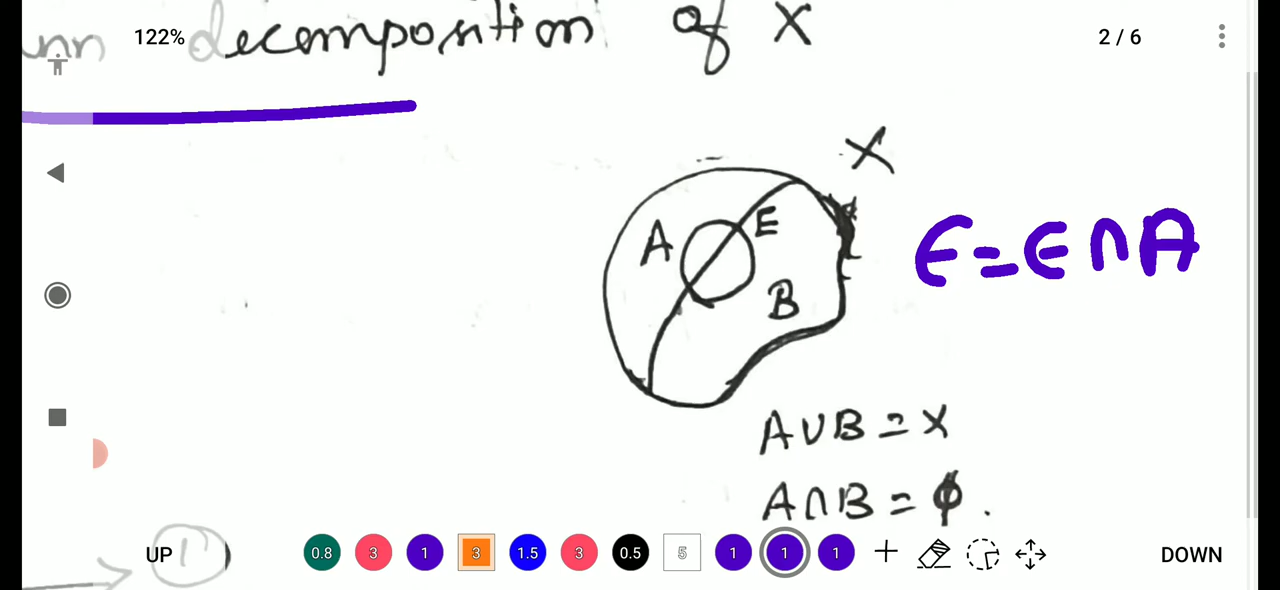 122%
2 / 6
decomposition of X
X
A
E
B
E = E ∩ A
A ∪ B = X
A ∩ B = ϕ .
UP
1
0.8 3 1 3 1.5 3 0.5 5 1 1 1 +
DOWN